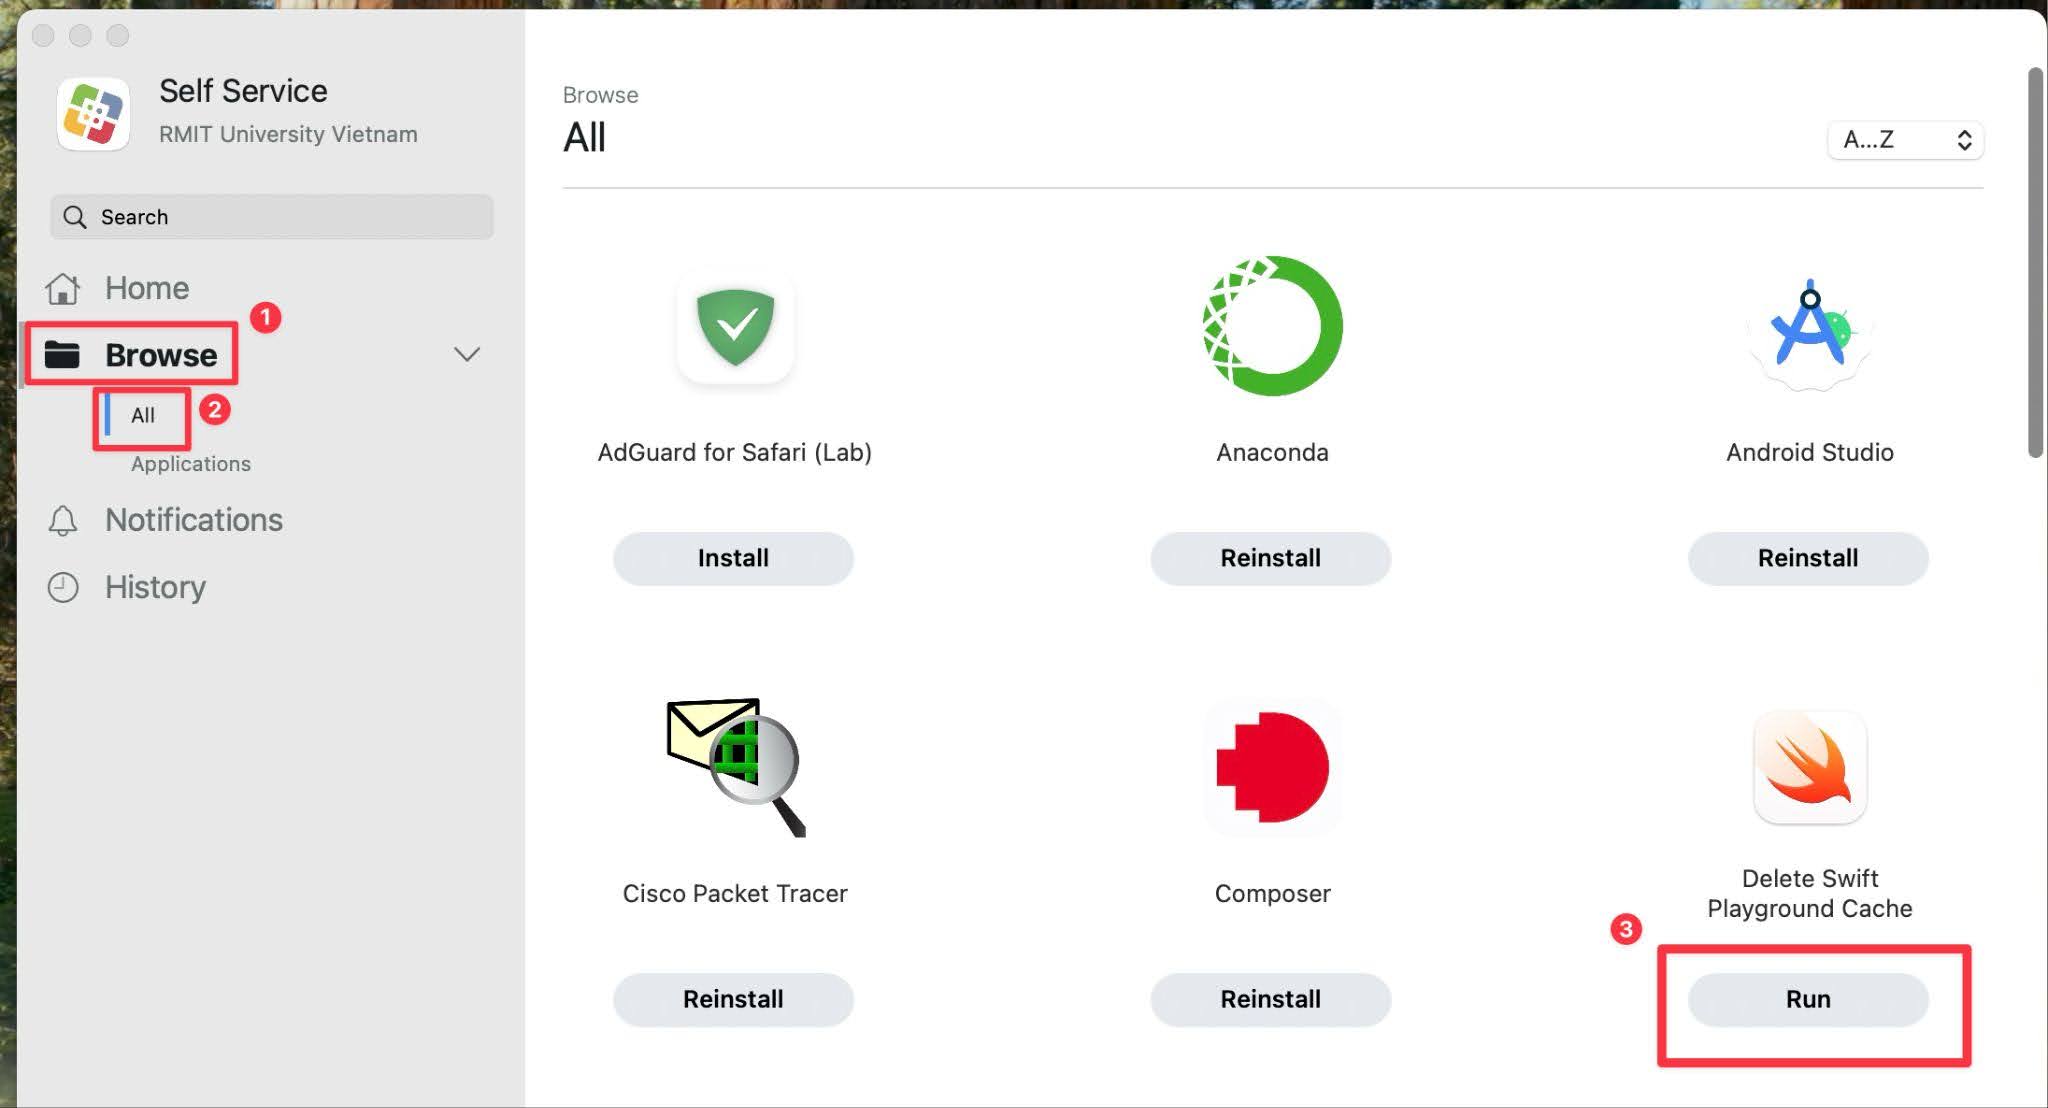 Self Service
RMIT University Vietnam
Search
Home
Browse
1
All
2
Applications
Notifications
History
Browse
All
A...Z
AdGuard for Safari (Lab)
Anaconda
Android Studio
Install
Reinstall
Reinstall
Cisco Packet Tracer
Composer
Delete Swift
Playground Cache
3
Reinstall
Reinstall
Run